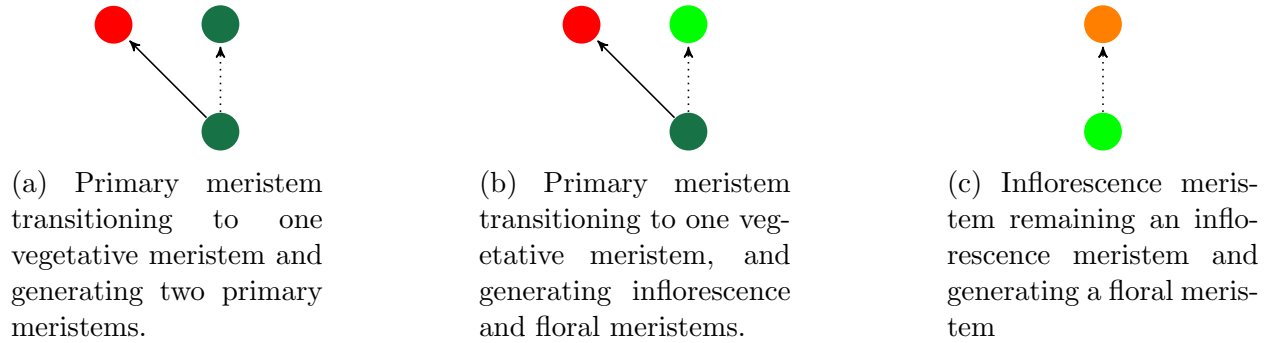 (a) Primary meristem
transitioning to one
vegetative meristem and
generating two primary
meristems.
(b) Primary meristem
transitioning to one veg-
etative meristem, and
generating inflorescence
and floral meristems.
(c) Inflorescence meris-
tem remaining an inflo-
rescence meristem and
generating a floral meris-
tem